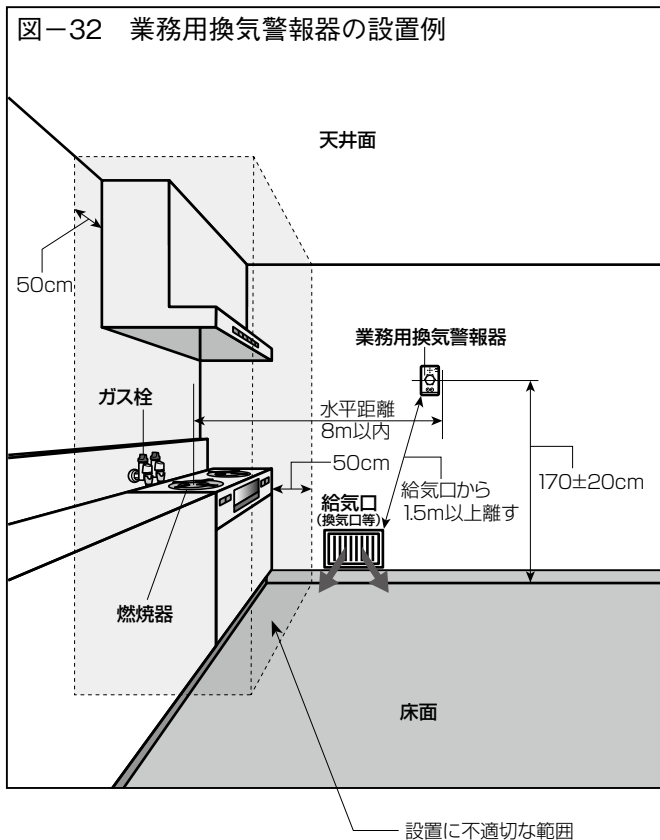 図－32　業務用換気警報器の設置例
天井面
50cm
業務用換気警報器
ガス栓
水平距離
8m以内
50cm
給気口
(換気口等)
給気口から
1.5m以上離す
170±20cm
燃焼器
床面
設置に不適切な範囲